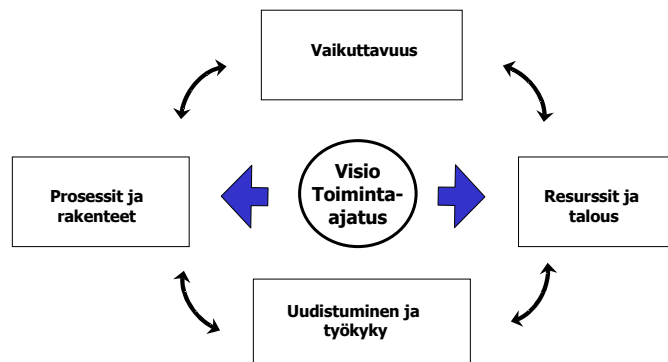 Vaikuttavuus
Prosessit ja
rakenteet
Visio
Toiminta-
ajatus
Resurssit ja
talous
Uudistuminen ja
työkyky